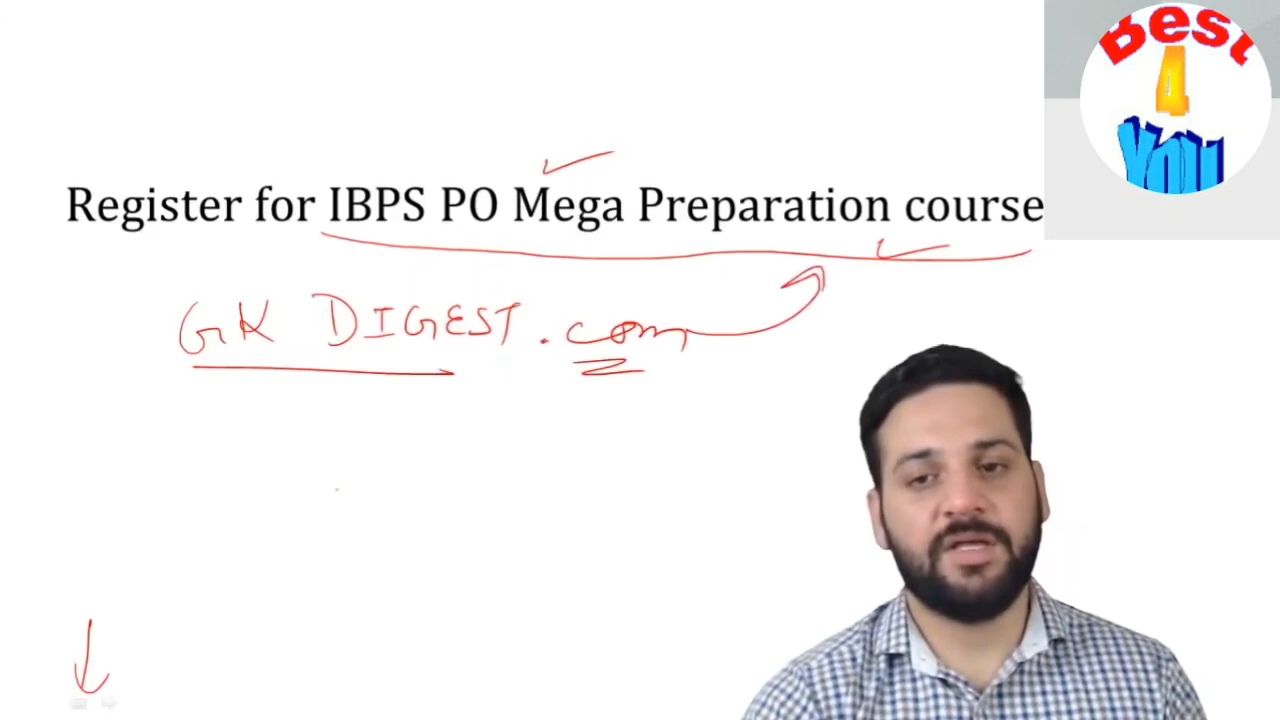 Best
4
You
Register for IBPS PO Mega Preparation course
GK DIGEST.com